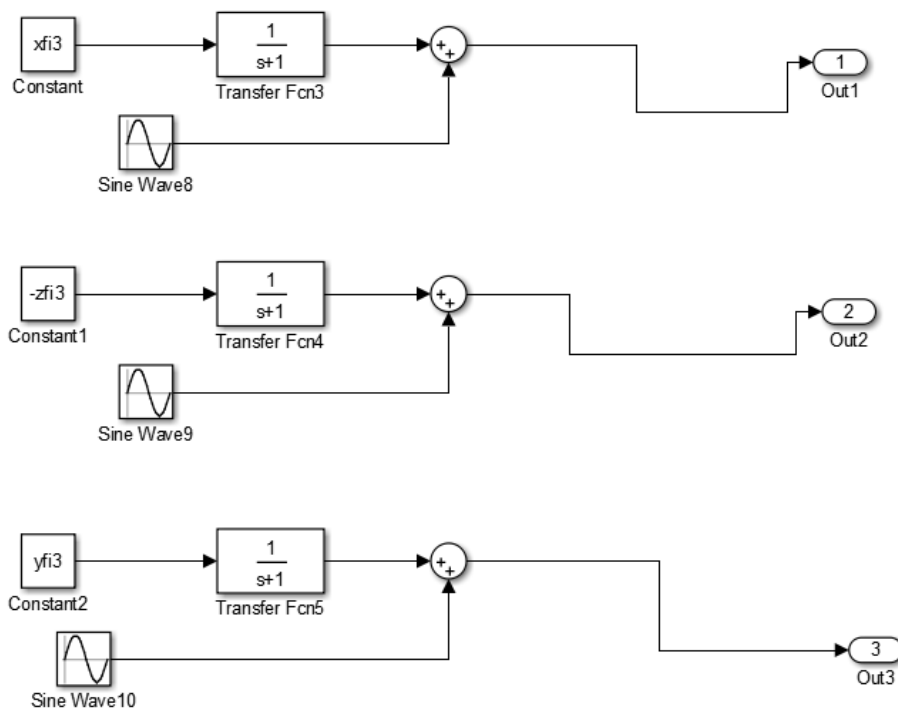 xfi3
Constant
1
s+1
Transfer Fcn3
+
+
1
Out1
Sine Wave8
-zfi3
Constant1
1
s+1
Transfer Fcn4
+
+
2
Out2
Sine Wave9
yfi3
Constant2
1
s+1
Transfer Fcn5
+
+
3
Out3
Sine Wave10